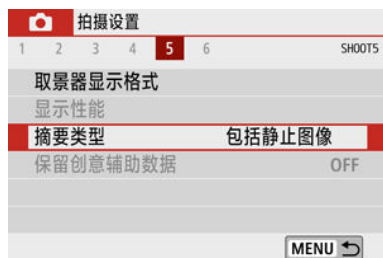 拍摄设置
1 2 3 4 5 6 SHOOT5
取景器显示格式
显示性能
摘要类型 包括静止图像
保留创意辅助数据 OFF
MENU